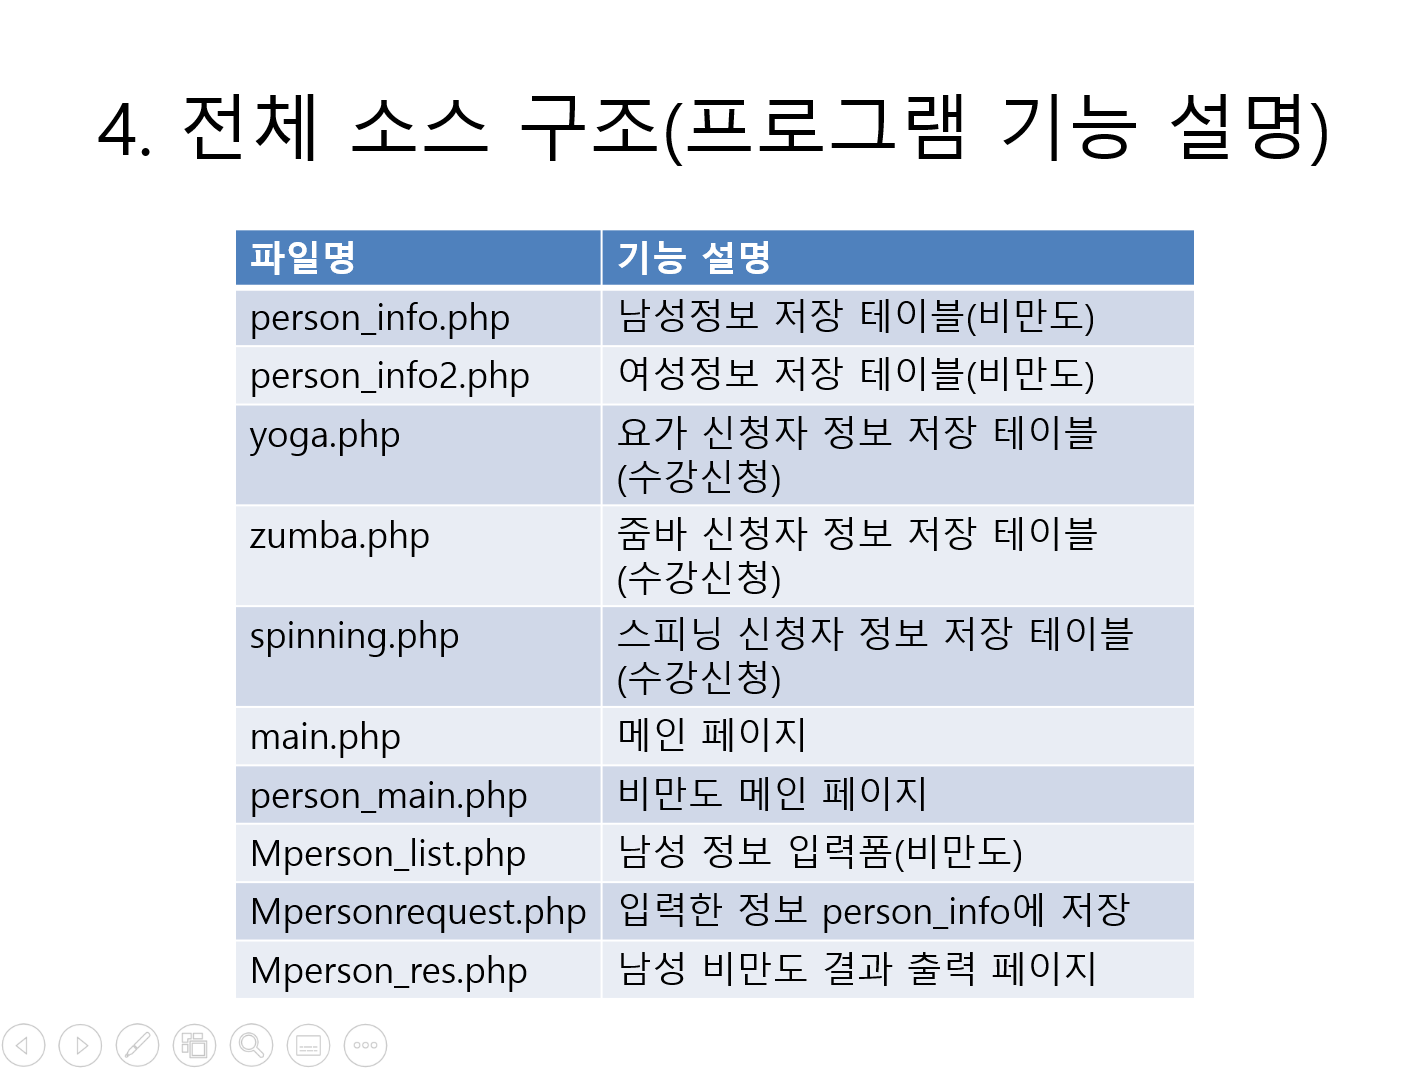 4. 전체 소스 구조(프로그램 기능 설명)
파일명 기능 설명
person_info.php 남성정보 저장 테이블(비만도)
person_info2.php 여성정보 저장 테이블(비만도)
yoga.php 요가 신청자 정보 저장 테이블
(수강신청)
zumba.php 줌바 신청자 정보 저장 테이블
(수강신청)
spinning.php 스피닝 신청자 정보 저장 테이블
(수강신청)
main.php 메인 페이지
person_main.php 비만도 메인 페이지
Mperson_list.php 남성 정보 입력폼(비만도)
Mpersonrequest.php 입력한 정보 person_info에 저장
Mperson_res.php 남성 비만도 결과 출력 페이지